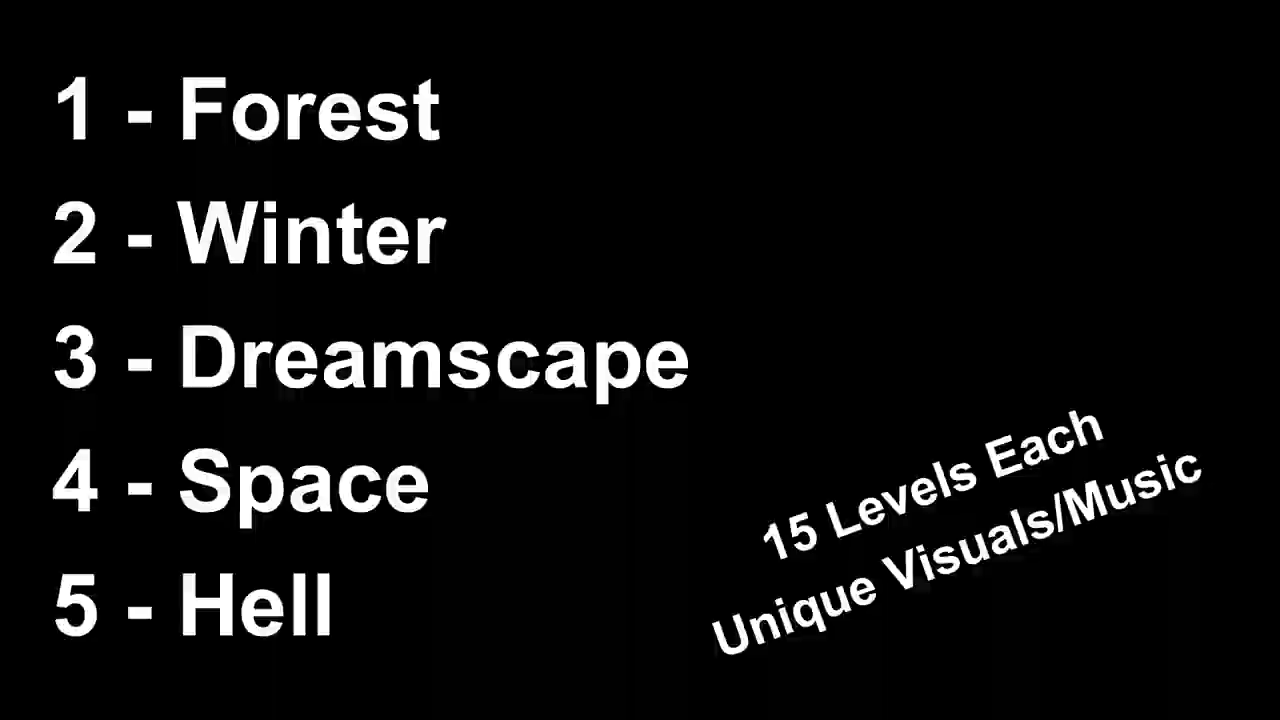 1 - Forest
2 - Winter
3 - Dreamscape
4 - Space
5 - Hell
15 Levels Each
Unique Visuals/Music